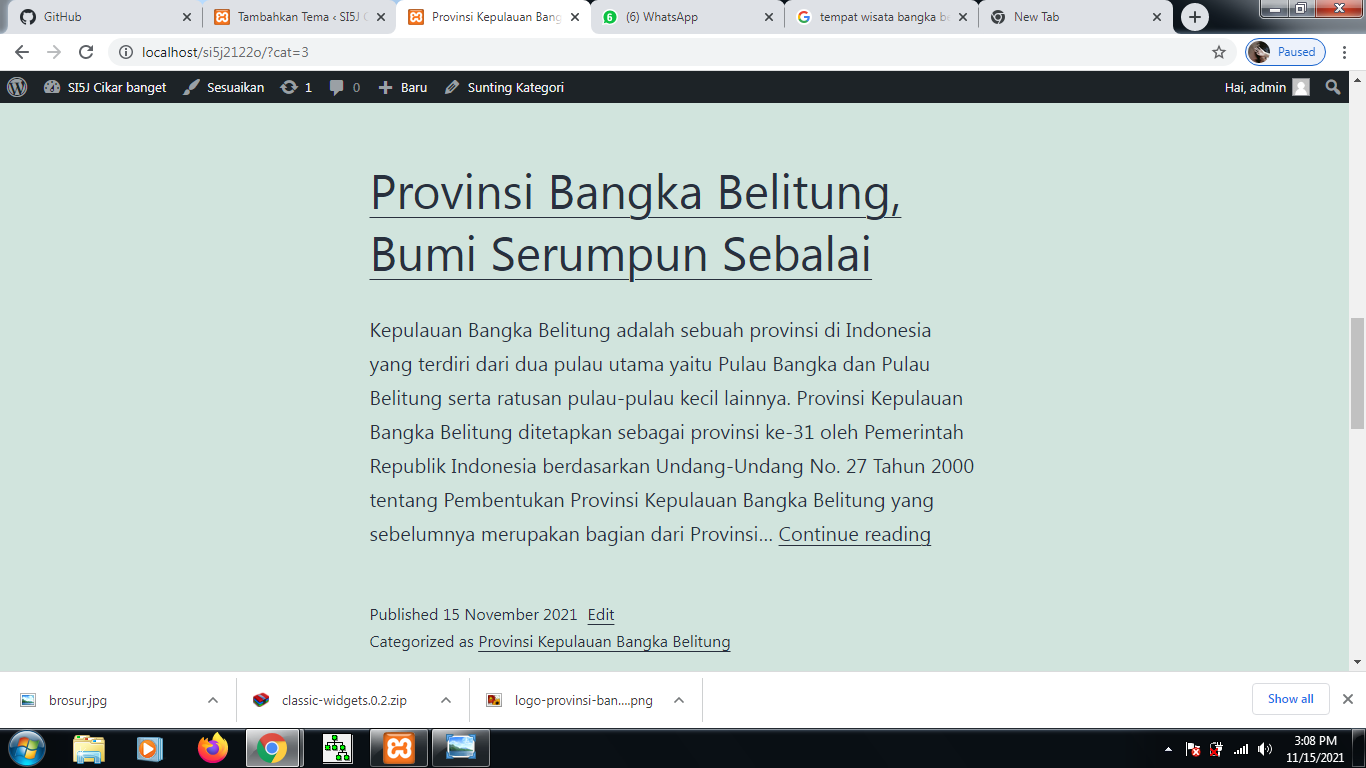 GitHub
Tambahkan Tema ‹ SI5J C
Provinsi Kepulauan Bang
(6) WhatsApp
tempat wisata bangka be
New Tab
localhost/si5j2122o/?cat=3
Paused
SI5J Cikar banget
Sesuaikan
1
0
Baru
Sunting Kategori
Hai, admin
Provinsi Bangka Belitung,
Bumi Serumpun Sebalai
Kepulauan Bangka Belitung adalah sebuah provinsi di Indonesia
yang terdiri dari dua pulau utama yaitu Pulau Bangka dan Pulau
Belitung serta ratusan pulau-pulau kecil lainnya. Provinsi Kepulauan
Bangka Belitung ditetapkan sebagai provinsi ke-31 oleh Pemerintah
Republik Indonesia berdasarkan Undang-Undang No. 27 Tahun 2000
tentang Pembentukan Provinsi Kepulauan Bangka Belitung yang
sebelumnya merupakan bagian dari Provinsi… Continue reading
Published 15 November 2021 Edit
Categorized as Provinsi Kepulauan Bangka Belitung
brosur.jpg
classic-widgets.0.2.zip
logo-provinsi-ban....png
Show all
3:08 PM
11/15/2021